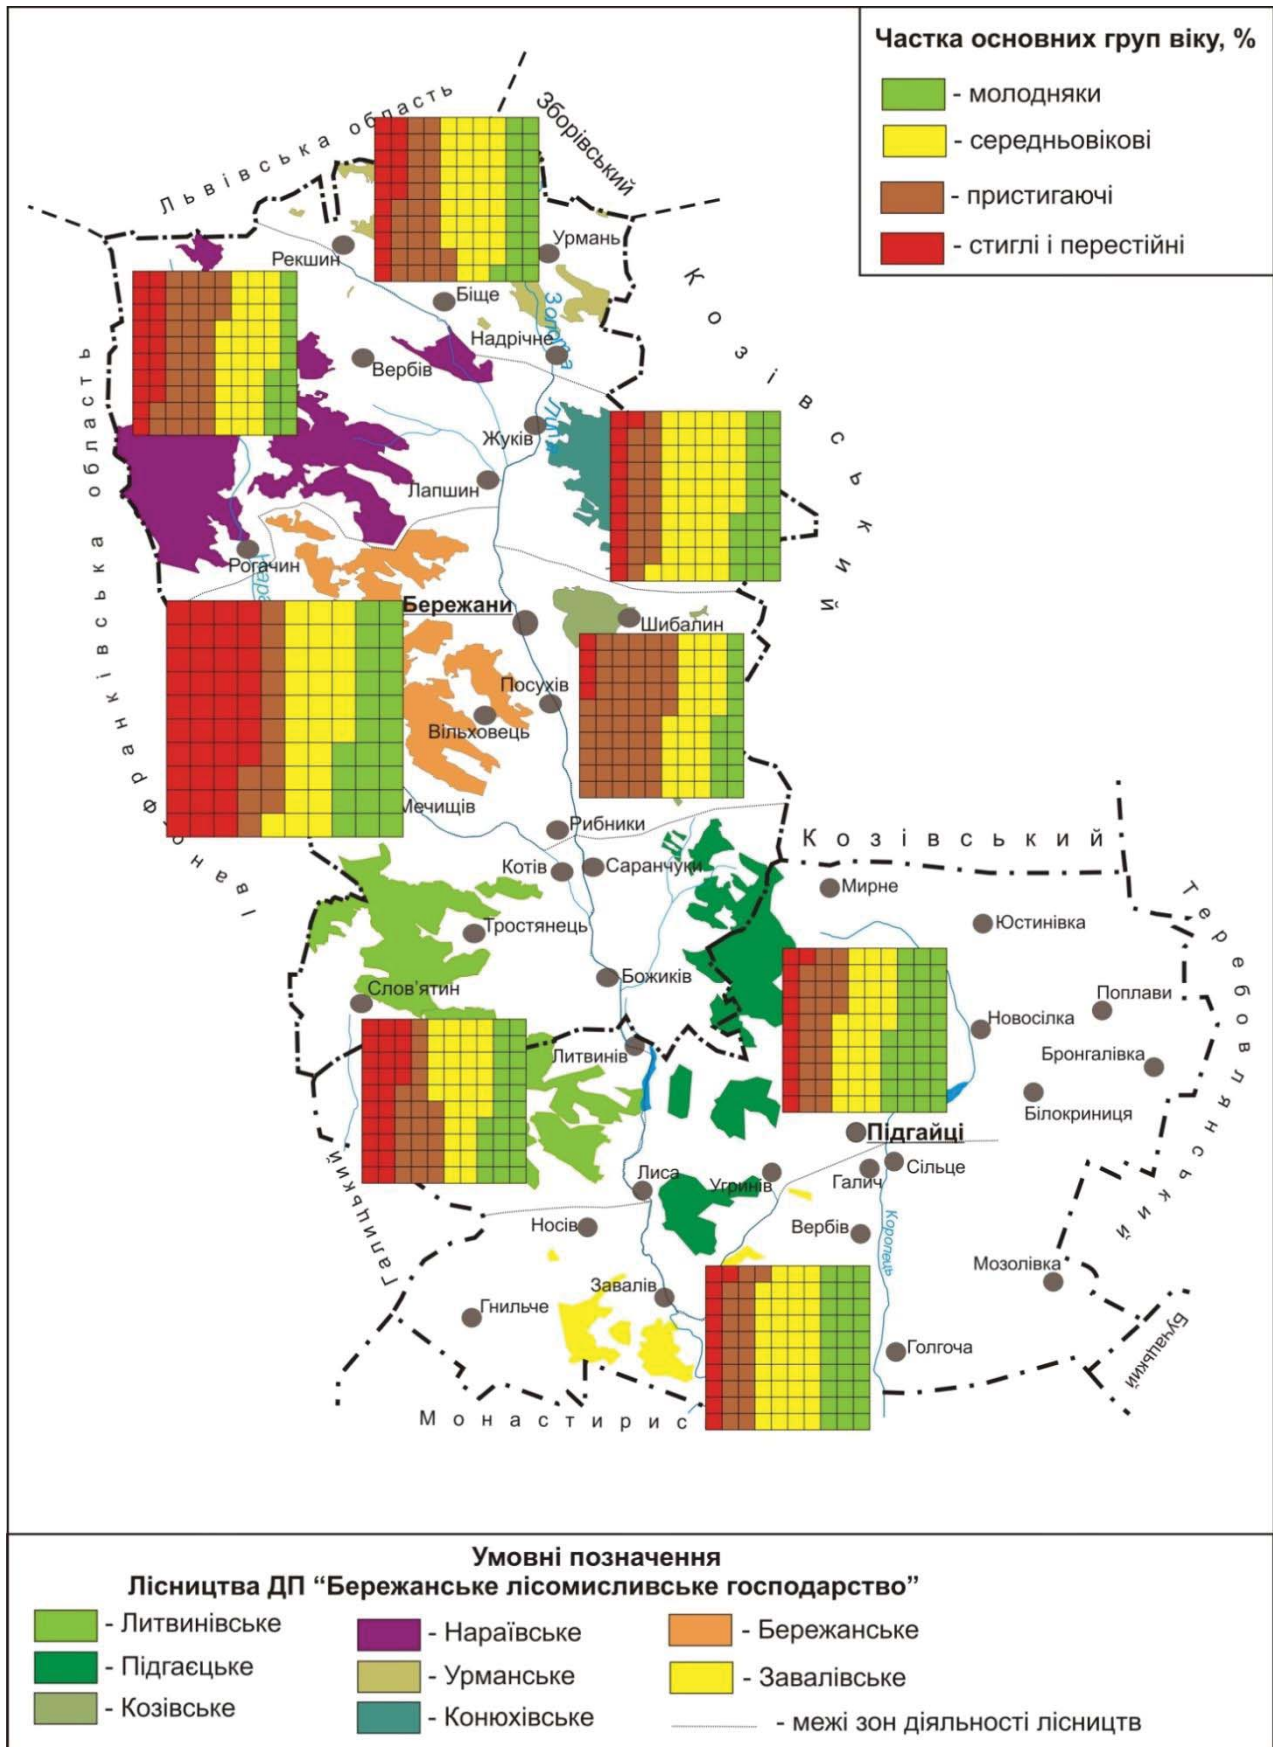 Частка основних груп віку, %
- молодняки
- середньовікові
- пристигаючі
- стиглі і перестійні
Львівська область
Зборівський
Урмань
Рекшин
Біще
Золота
Надрічне
Козівський
Вербів
Липа
Жуків
Лапшин
Рогачин
Нара
Івано Франківська область
Бережани
Шибалин
Посухів
Вільховець
Мечищів
Рибники
Козівський
Котів
Саранчуки
Мирне
Юстинівка
Теребовлянський
Тростянець
Божиків
Слов’ятин
Поплави
Новосілка
Литвинів
Бронгалівка
Білокриниця
Підгайці
Сільце
Галич
Лиса
Угринів
Галицький
Носів
Вербів
Коропець
Мозолівка
Завалів
Гнильче
Голгоча
Бучацький
Монастирис
Умовні позначення
Лісництва ДП “Бережанське лісомисливське господарство”
- Литвинівське
- Нараївське
- Бережанське
- Підгаєцьке
- Урманське
- Завалівське
- Козівське
- Конюхівське
- межі зон діяльності лісництв